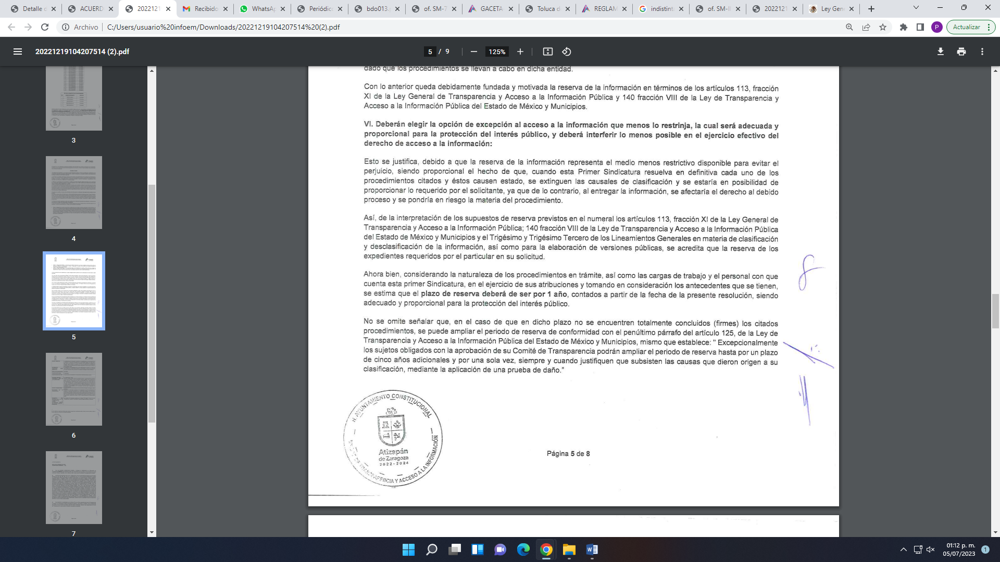 Detalle d
ACUERD
2022121
Recibido
WhatsAp
Periódic
bdo013.
of. SM-7
GACETA
Toluca d
REGLAM
indistint
of. SM-I
2022121
Ley Gen
Archivo
C:/Users/usuario%20infoem/Downloads/20221219104207514%20(2).pdf
P
Actualizar
20221219104207514 (2).pdf
5 / 9
125%
3
4
5
6
7
dado que los procedimientos se llevan a cabo en dicha entidad.
Con lo anterior queda debidamente fundada y motivada la reserva de la información en términos de los artículos 113, fracción
XI de la Ley General de Transparencia y Acceso a la Información Pública y 140 fracción VIII de la Ley de Transparencia y
Acceso a la Información Pública del Estado de México y Municipios.
VI. Deberán elegir la opción de excepción al acceso a la información que menos lo restrinja, la cual será adecuada y
proporcional para la protección del interés público, y deberá interferir lo menos posible en el ejercicio efectivo del
derecho de acceso a la información:
Esto se justifica, debido a que la reserva de la información representa el medio menos restrictivo disponible para evitar el
perjuicio, siendo proporcional el hecho de que, cuando esta Primer Sindicatura resuelva en definitiva cada uno de los
procedimientos citados y éstos causen estado, se extinguen las causales de clasificación y se estaría en posibilidad de
proporcionar lo requerido por el solicitante, ya que de lo contrario, al entregar la información, se afectaría el derecho al debido
proceso y se pondría en riesgo la materia del procedimiento.
Así, de la interpretación de los supuestos de reserva previstos en el numeral los artículos 113, fracción XI de la Ley General de
Transparencia y Acceso a la Información Pública; 140 fracción VIII de la Ley de Transparencia y Acceso a la Información Pública
del Estado de México y Municipios y el Trigésimo y Trigésimo Tercero de los Lineamientos Generales en materia de clasificación
y desclasificación de la información, así como para la elaboración de versiones públicas, se acredita que la reserva de los
expedientes requeridos por el particular en su solicitud.
Ahora bien, considerando la naturaleza de los procedimientos en trámite, así como las cargas de trabajo y el personal con que
cuenta esta primer Sindicatura, en el ejercicio de sus atribuciones y tomando en consideración los antecedentes que se tienen,
se estima que el plazo de reserva deberá de ser por 1 año, contados a partir de la fecha de la presente resolución, siendo
adecuado y proporcional para la protección del interés público.
No se omite señalar que, en el caso de que en dicho plazo no se encuentren totalmente concluidos (firmes) los citados
procedimientos, se puede ampliar el periodo de reserva de conformidad con el penúltimo párrafo del artículo 125, de la Ley de
Transparencia y Acceso a la Información Pública del Estado de México y Municipios, mismo que establece: " Excepcionalmente
los sujetos obligados con la aprobación de su Comité de Transparencia podrán ampliar el periodo de reserva hasta por un plazo
de cinco años adicionales y por una sola vez, siempre y cuando justifiquen que subsisten las causas que dieron origen a su
clasificación, mediante la aplicación de una prueba de daño."
H. AYUNTAMIENTO CONSTITUCIONAL
Atizapán
de Zaragoza
2022-2024
DE TRANSPARENCIA Y ACCESO A LA INFORMACIÓN
Página 5 de 8
01:12 p. m.
05/07/2023
1